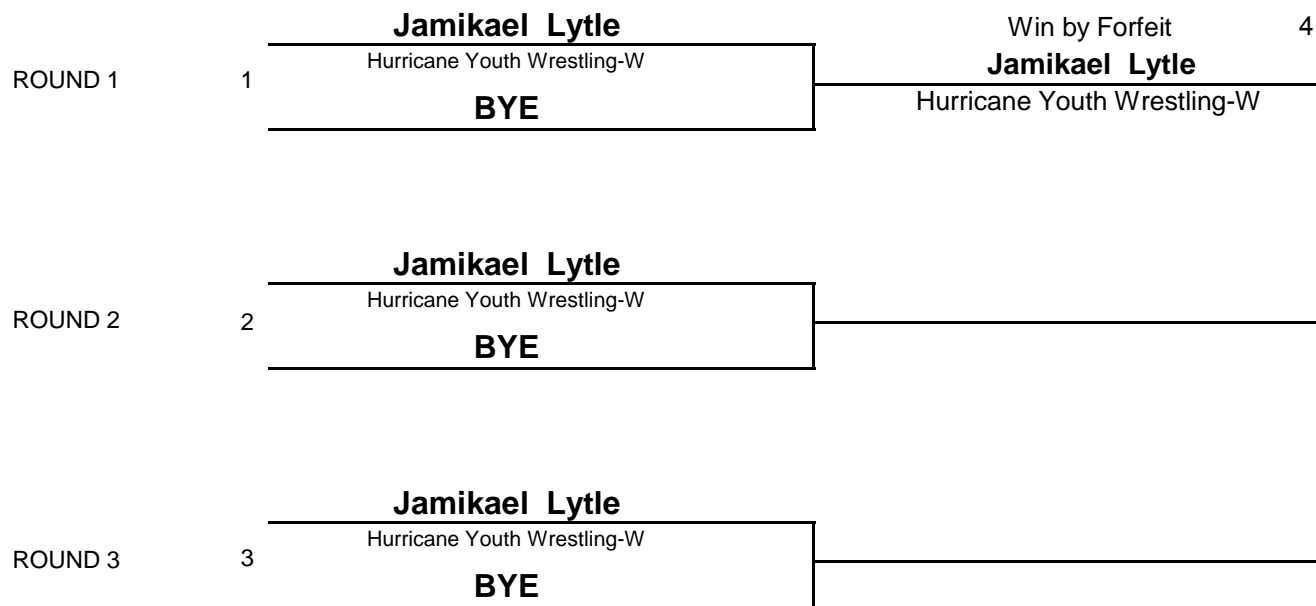 Jamikael Lytle
Win by Forfeit 4
Hurricane Youth Wrestling-W
Jamikael Lytle
ROUND 1 1
BYE
Hurricane Youth Wrestling-W
Jamikael Lytle
Hurricane Youth Wrestling-W
ROUND 2 2
BYE
Jamikael Lytle
Hurricane Youth Wrestling-W
ROUND 3 3
BYE